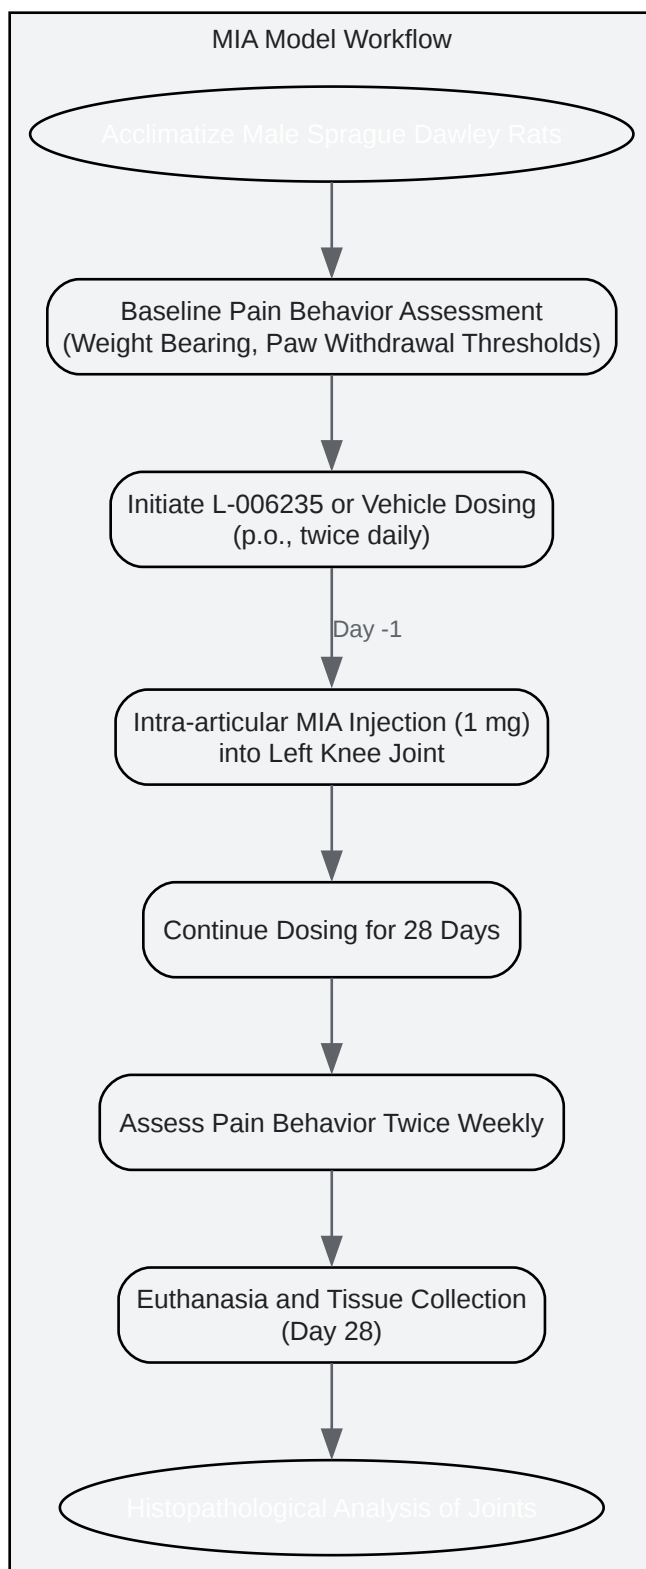 MIA Model Workflow
Acclimatize Male Sprague Dawley Rats
Baseline Pain Behavior Assessment
(Weight Bearing, Paw Withdrawal Thresholds)
Initiate L-006235 or Vehicle Dosing
(p.o., twice daily)
Day -1
Intra-articular MIA Injection (1 mg)
into Left Knee Joint
Continue Dosing for 28 Days
Assess Pain Behavior Twice Weekly
Euthanasia and Tissue Collection
(Day 28)
Histopathological Analysis of Joints